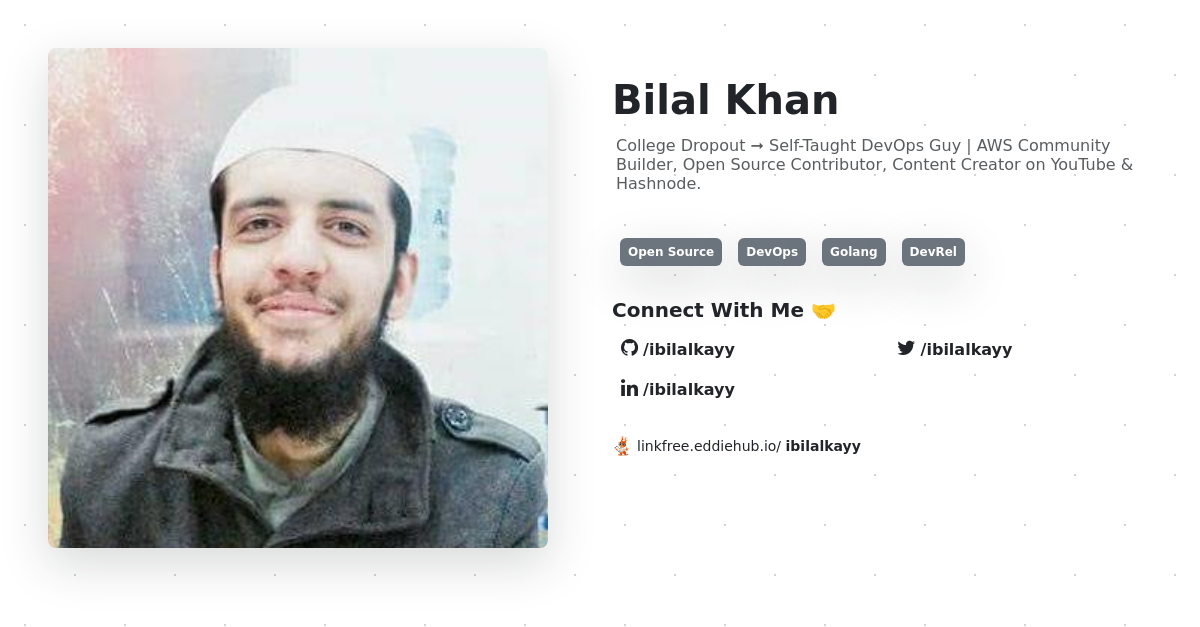 Bilal Khan
College Dropout → Self-Taught DevOps Guy | AWS Community
Builder, Open Source Contributor, Content Creator on YouTube &
Hashnode.
Open Source DevOps Golang DevRel
Connect With Me 🤝
/ibilalkayy /ibilalkayy
in /ibilalkayy
linkfree.eddiehub.io/ ibilalkayy